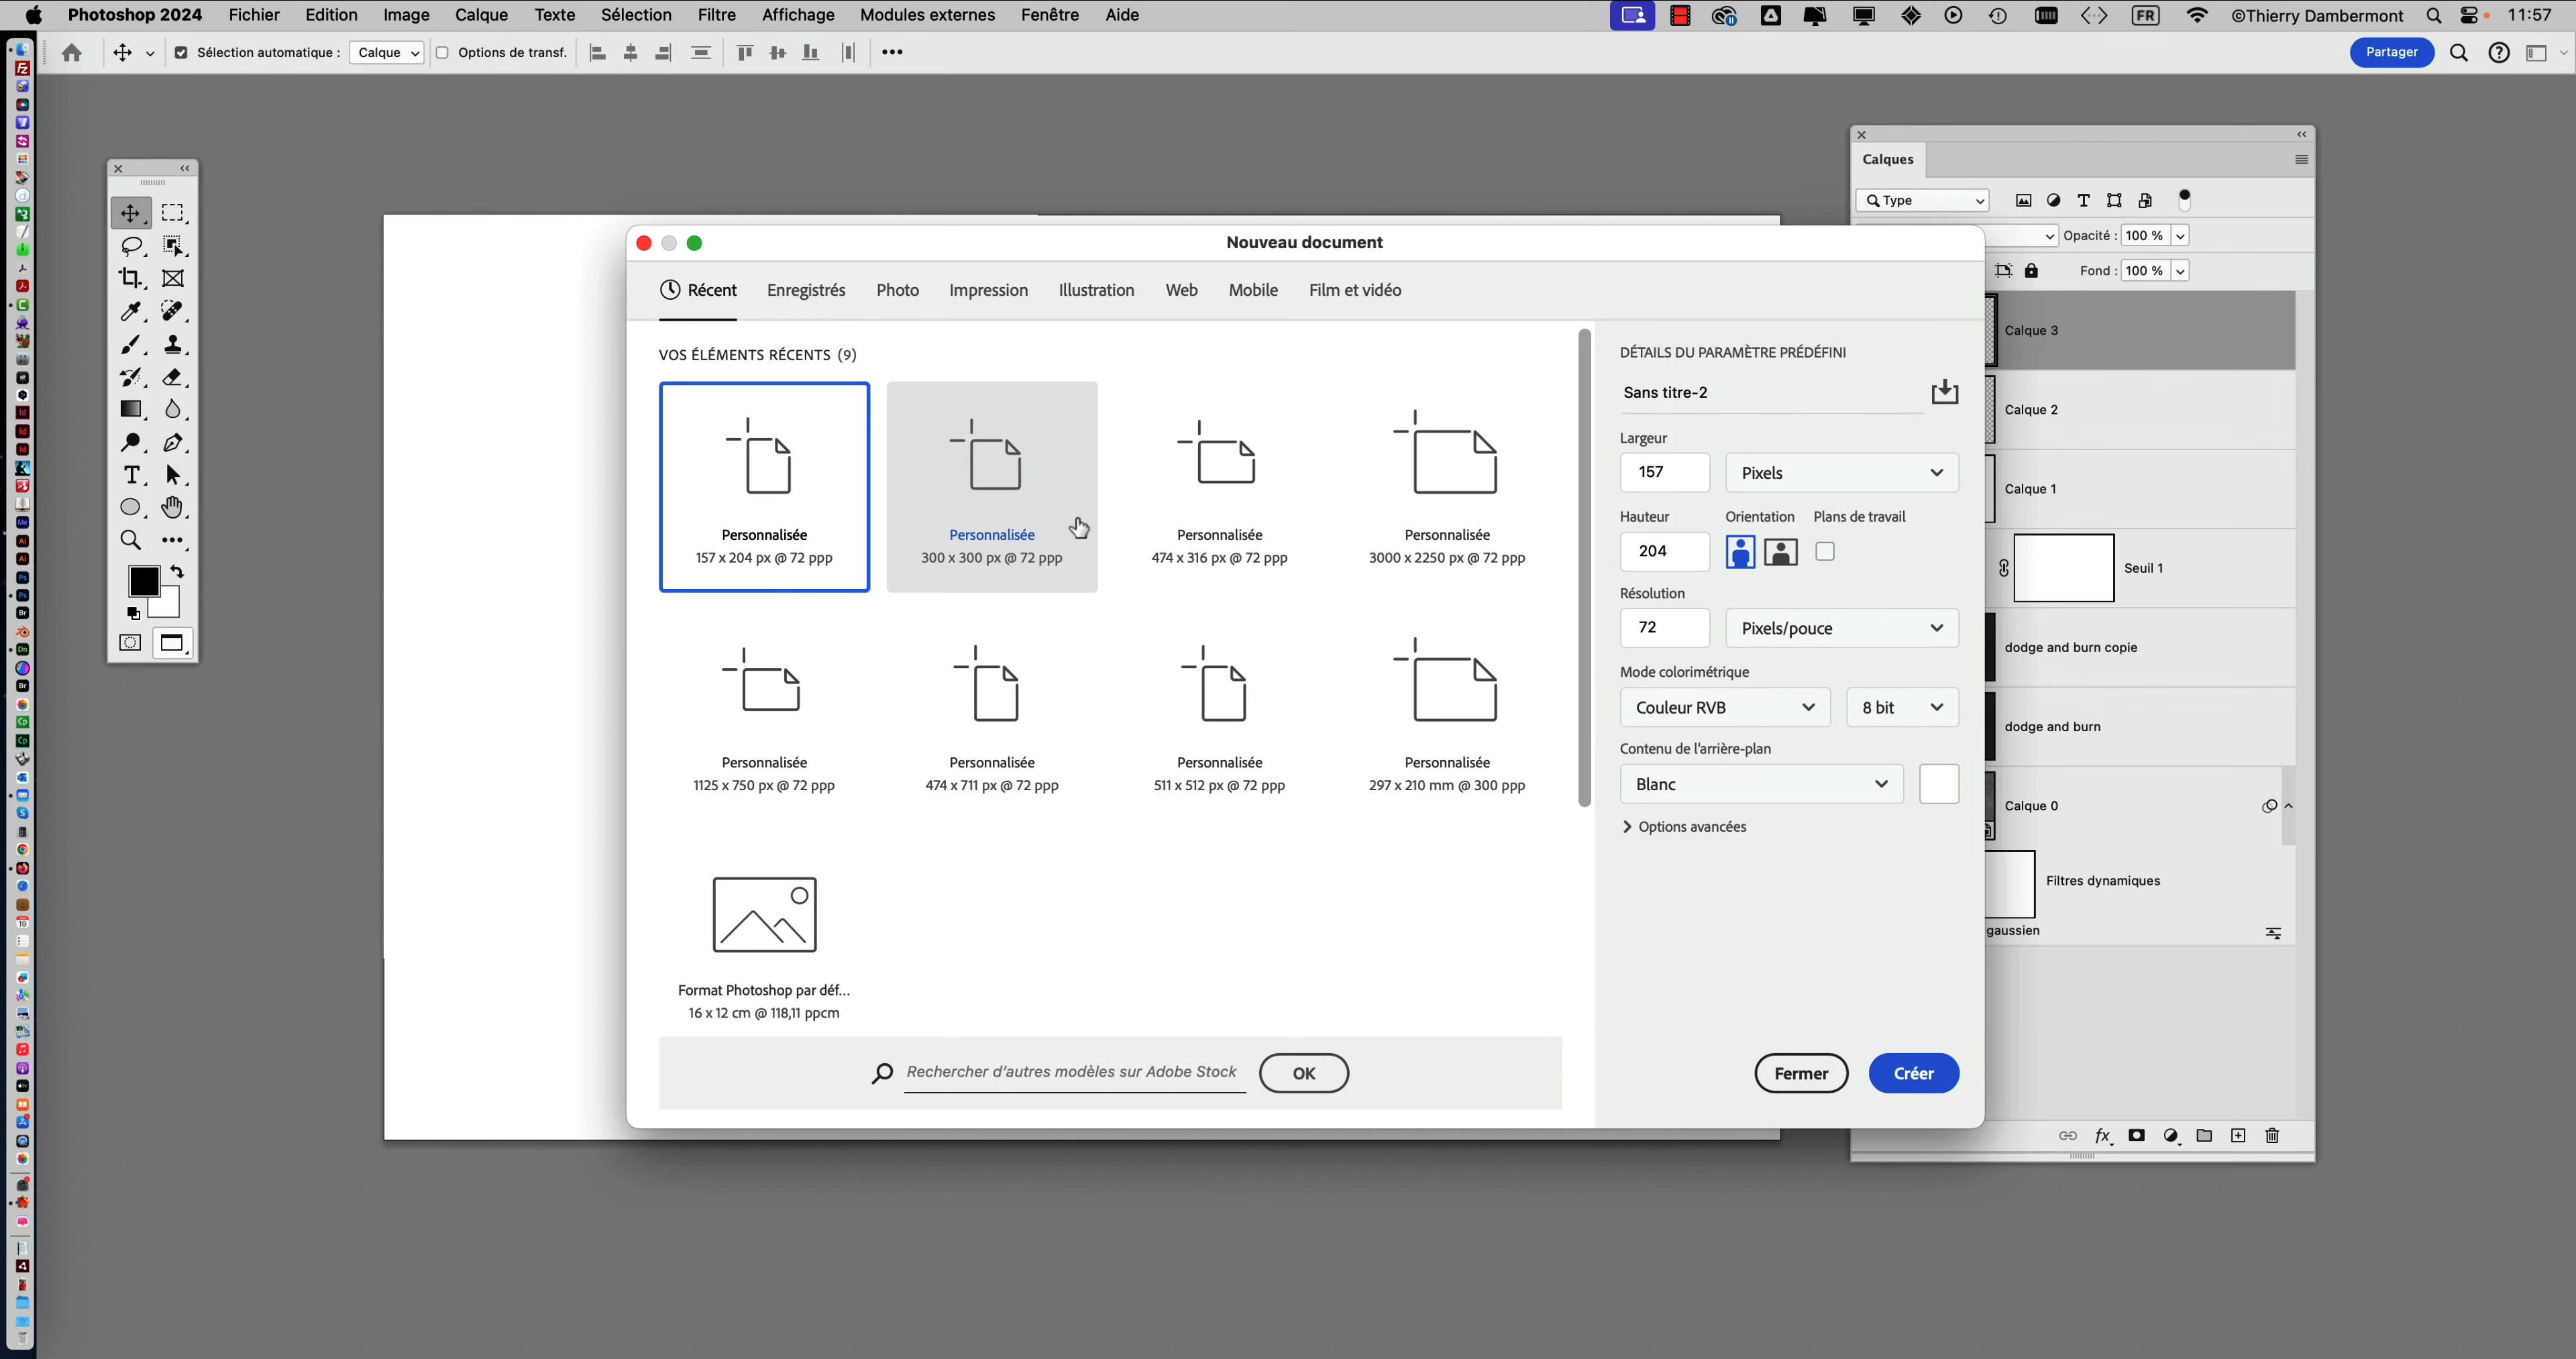 Photoshop 2024 Fichier Edition Image Calque Texte Sélection Filtre Affichage Modules externes Fenêtre Aide FR ©Thierry Dambermont 11:57
Sélection automatique : Calque Options de transf. Partager
Calques
Type
Opacité : 100 %
Fond : 100 %
Calque 3
Calque 2
Calque 1
Seuil 1
dodge and burn copie
dodge and burn
Calque 0
Filtres dynamiques
gaussien
Nouveau document
Récent Enregistrés Photo Impression Illustration Web Mobile Film et vidéo
VOS ÉLÉMENTS RÉCENTS (9)
Personnalisée
157 x 204 px @ 72 ppp
Personnalisée
300 x 300 px @ 72 ppp
Personnalisée
474 x 316 px @ 72 ppp
Personnalisée
3000 x 2250 px @ 72 ppp
Personnalisée
1125 x 750 px @ 72 ppp
Personnalisée
474 x 711 px @ 72 ppp
Personnalisée
511 x 512 px @ 72 ppp
Personnalisée
297 x 210 mm @ 300 ppp
Format Photoshop par déf...
16 x 12 cm @ 118,11 ppcm
Rechercher d'autres modèles sur Adobe Stock OK
DÉTAILS DU PARAMÈTRE PRÉDÉFINI
Sans titre-2
Largeur
157 Pixels
Hauteur Orientation Plans de travail
204
Résolution
72 Pixels/pouce
Mode colorimétrique
Couleur RVB 8 bit
Contenu de l'arrière-plan
Blanc
Options avancées
Fermer Créer
fx